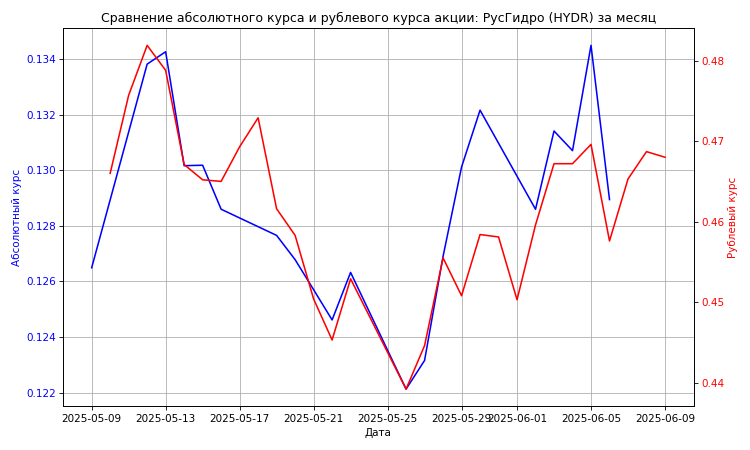 Сравнение абсолютного курса и рублевого курса акции: РусГидро (HYDR) за месяц
Абсолютный курс
0.134
0.132
0.130
0.128
0.126
0.124
0.122
0.48
0.47
0.46
0.45
0.44
Рублевый курс
2025-05-09 2025-05-13 2025-05-17 2025-05-21 2025-05-25 2025-05-29 2025-06-01 2025-06-05 2025-06-09
Дата